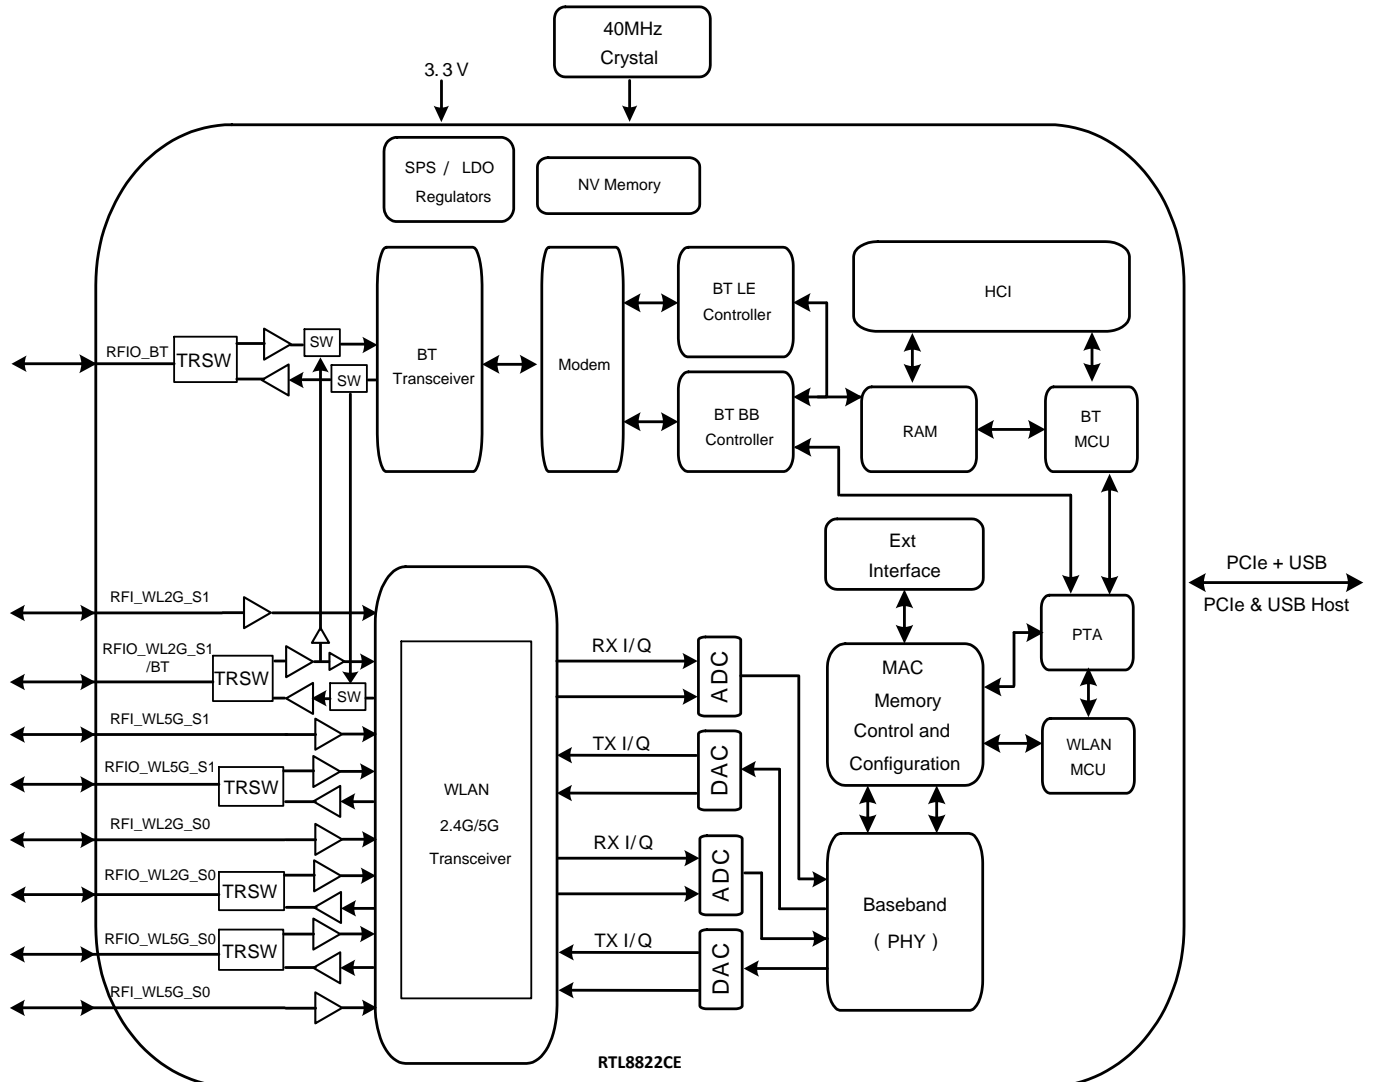 40MHz
Crystal
3.3V
SPS / LDO
Regulators
NV Memory
HCI
BT LE
Controller
RFIO_BT
TRSW
SW
SW
BT
Transceiver
Modem
BT BB
Controller
RAM
BT
MCU
Ext
Interface
PCIe + USB
PCIe & USB Host
RFI_WL2G_S1
RFIO_WL2G_S1
/BT
TRSW
SW
RFI_WL5G_S1
RFIO_WL5G_S1
TRSW
RFI_WL2G_S0
RFIO_WL2G_S0
TRSW
RFIO_WL5G_S0
TRSW
RFI_WL5G_S0
WLAN
2.4G/5G
Transceiver
RX I/Q
ADC
TX I/Q
DAC
RX I/Q
ADC
TX I/Q
DAC
MAC
Memory
Control and
Configuration
PTA
WLAN
MCU
Baseband
( PHY )
RTL8822CE